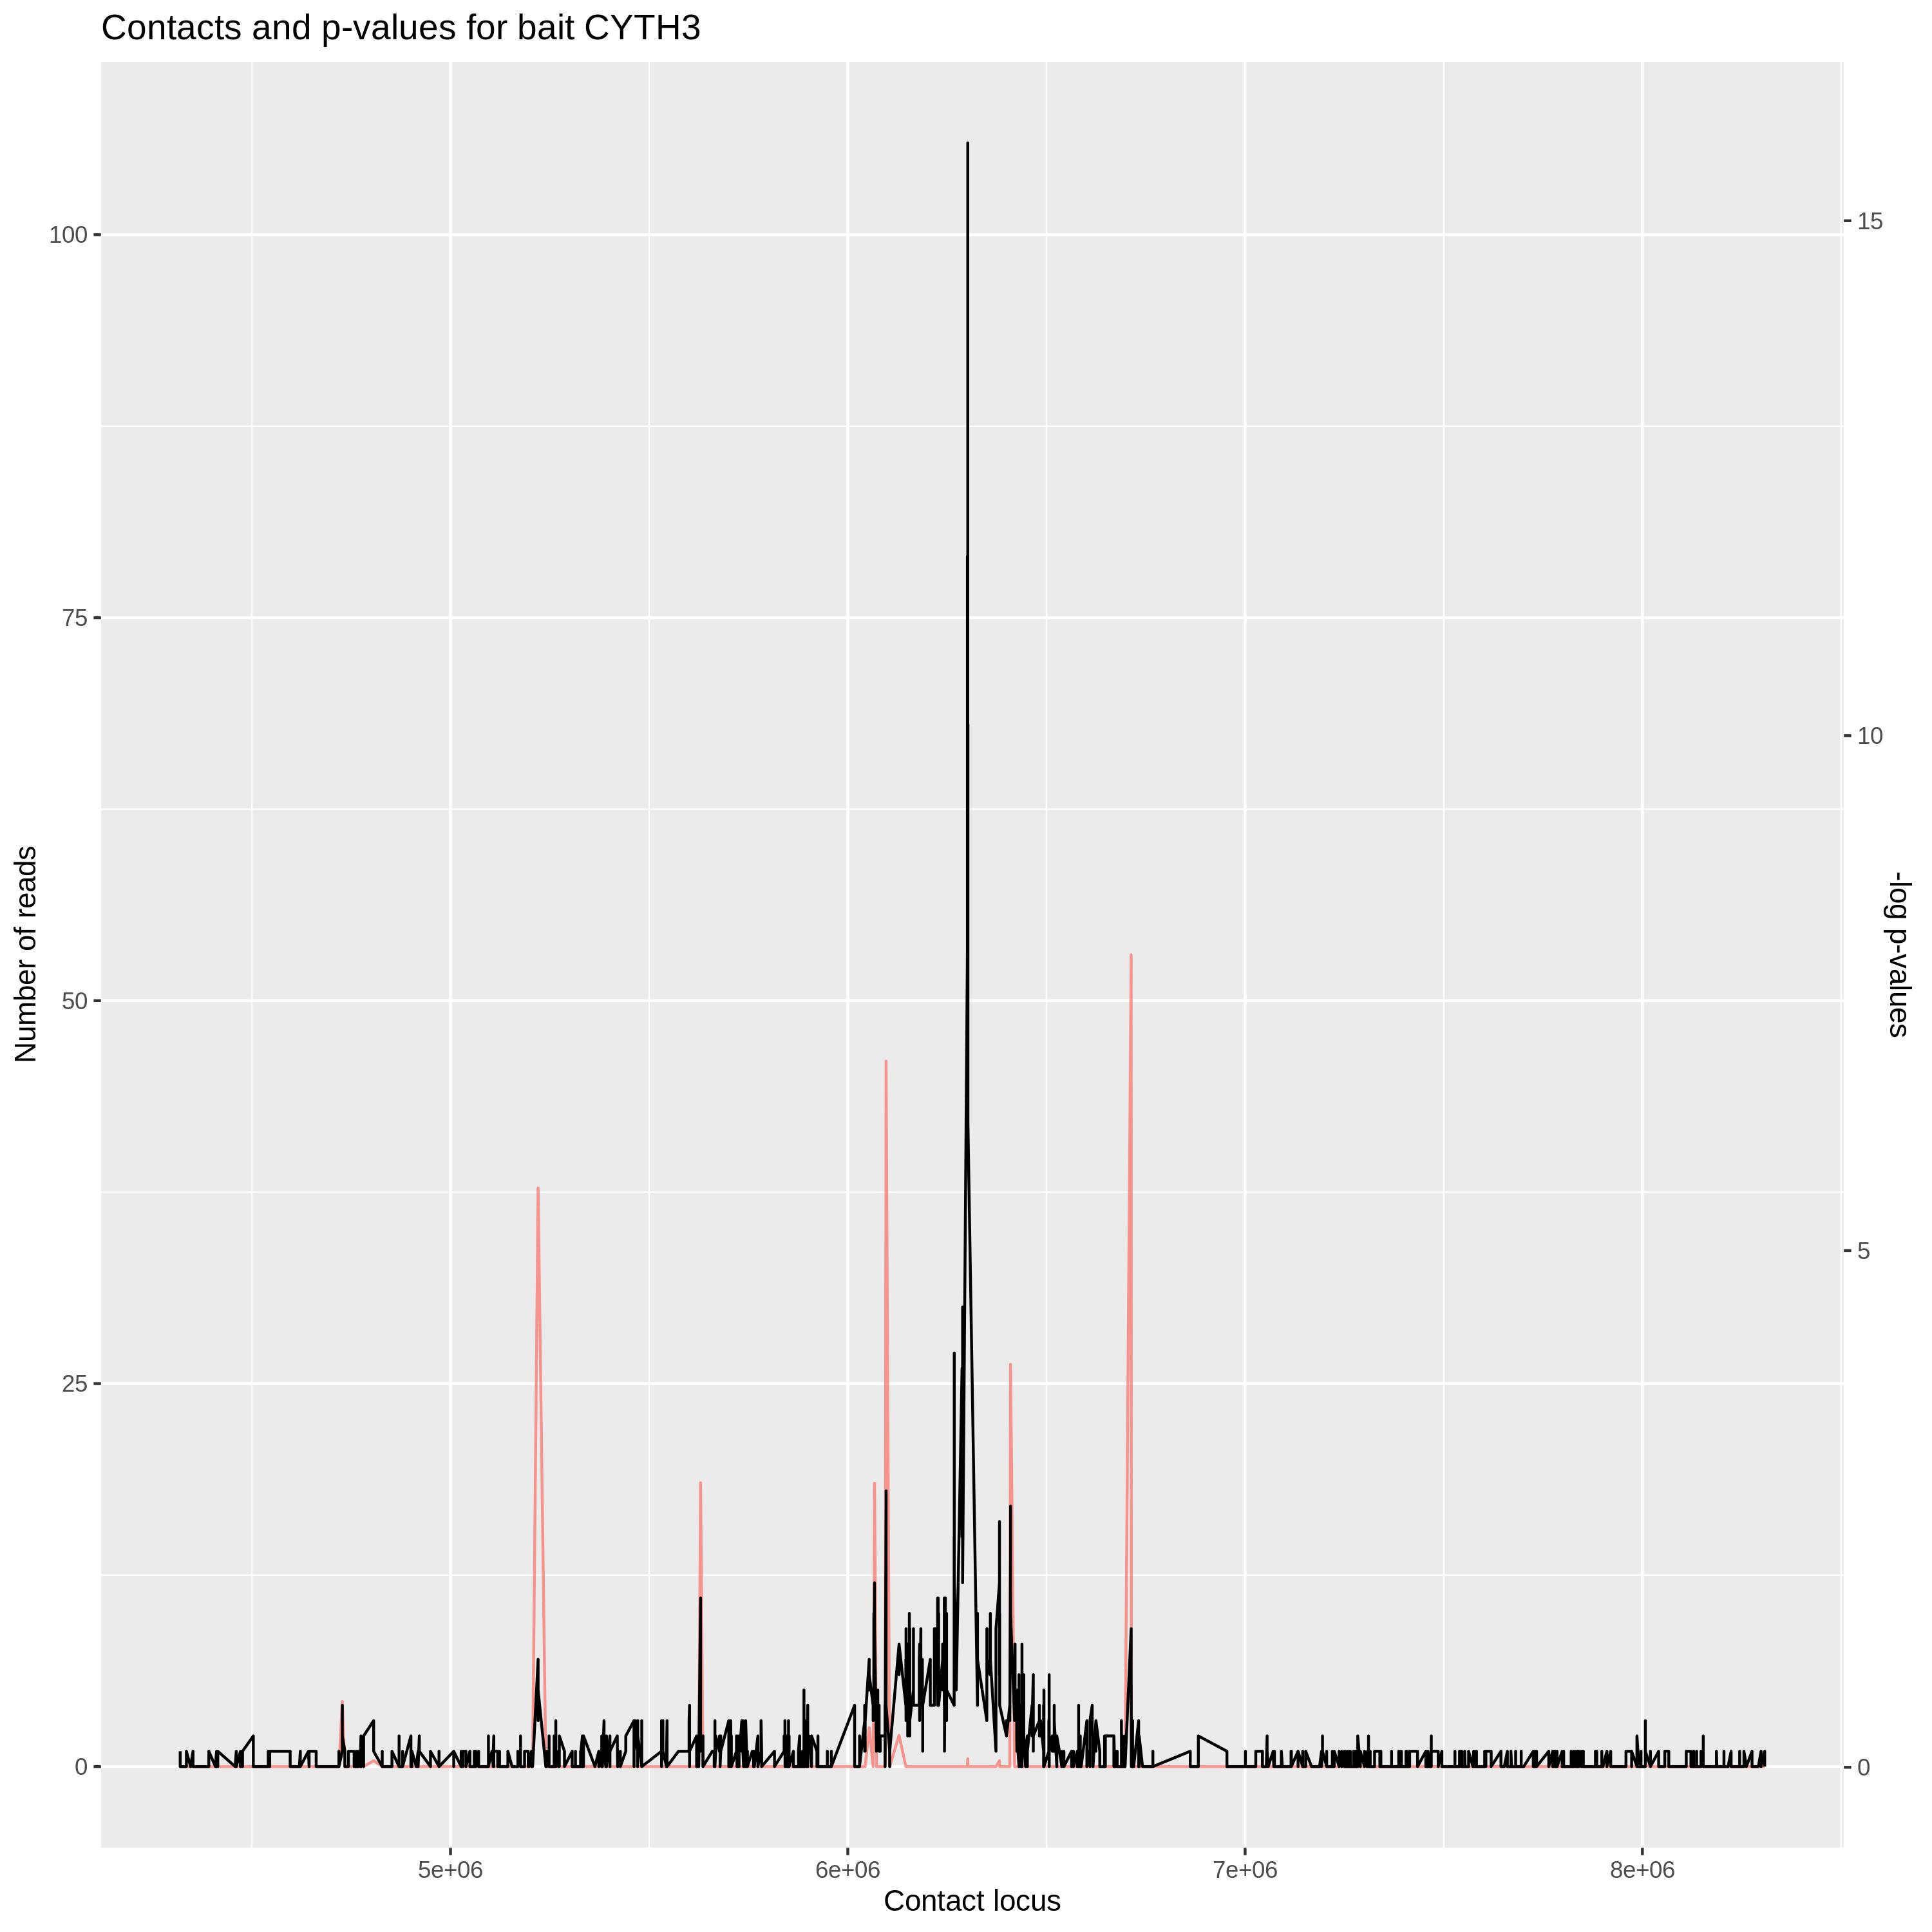 Contacts and p-values for bait CYTH3
100
75
50
25
0
Number of reads
15
10
5
0
-log p-values
5e+06
6e+06
7e+06
8e+06
Contact locus